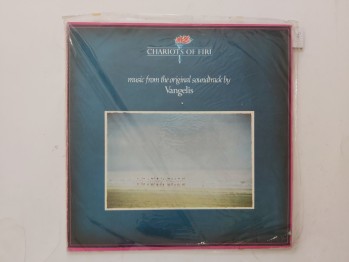 CHARIOTS OF FIRE
music from the original soundtrack by
Vangelis